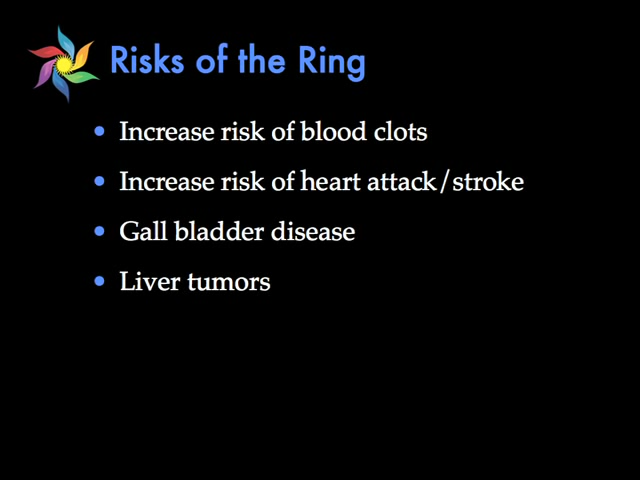 Risks of the Ring
• Increase risk of blood clots
• Increase risk of heart attack/stroke
• Gall bladder disease
• Liver tumors